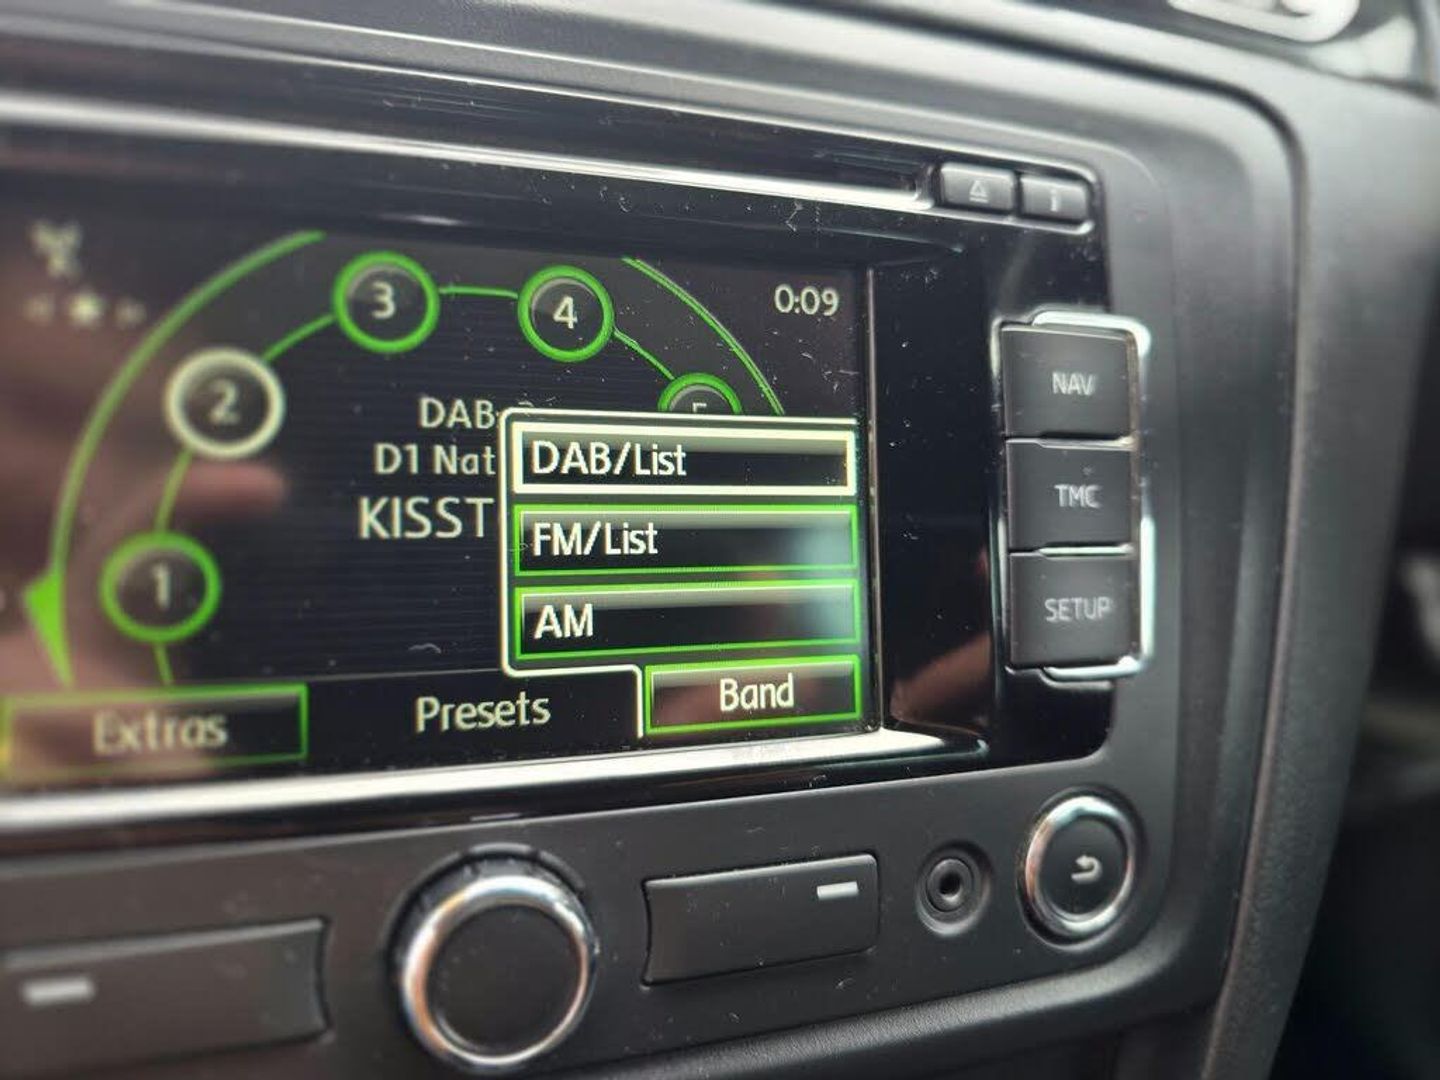 0:09
3
4
2
1
DAB
D1 Nat
KISST
DAB/List
FM/List
AM
Extras
Presets
Band
NAV
TMC
SETUP